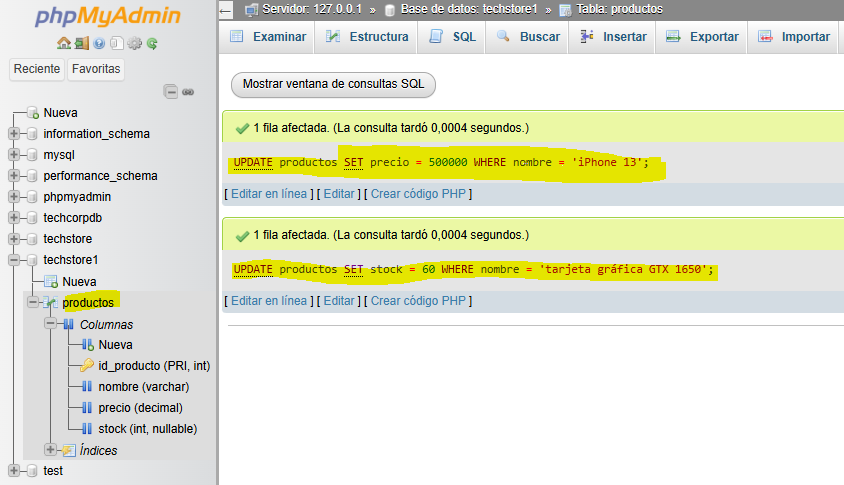 phpMyAdmin
Reciente Favoritas
Nueva
information_schema
mysql
performance_schema
phpmyadmin
techcorpdb
techstore
techstore1
Nueva
productos
Columnas
Nueva
id_producto (PRI, int)
nombre (varchar)
precio (decimal)
stock (int, nullable)
Índices
test
Servidor: 127.0.0.1 » Base de datos: techstore1 » Tabla: productos
Examinar Estructura SQL Buscar Insertar Exportar Importar
Mostrar ventana de consultas SQL
1 fila afectada. (La consulta tardó 0,0004 segundos.)
UPDATE productos SET precio = 500000 WHERE nombre = 'iPhone 13';
[ Editar en línea ] [ Editar ] [ Crear código PHP ]
1 fila afectada. (La consulta tardó 0,0004 segundos.)
UPDATE productos SET stock = 60 WHERE nombre = 'tarjeta gráfica GTX 1650';
[ Editar en línea ] [ Editar ] [ Crear código PHP ]